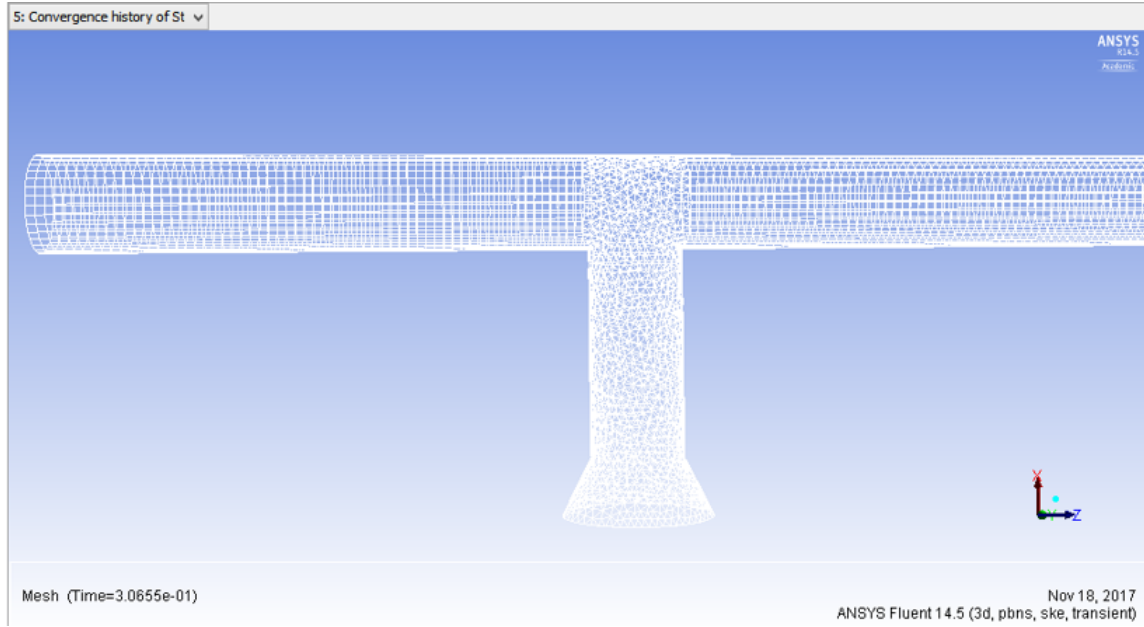 5: Convergence history of St
ANSYS
R14.5
Academic
X
Y
Z
Mesh (Time=3.0655e-01)
Nov 18, 2017
ANSYS Fluent 14.5 (3d, pbns, ske, transient)